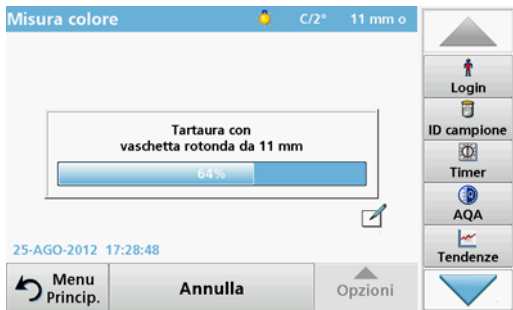 Misura colore C/2° 11 mm o
Tartaura con
vaschetta rotonda da 11 mm
64%
25-AGO-2012 17:28:48
Menu
Princip.
Annulla
Opzioni
Login
ID campione
Timer
AQA
Tendenze